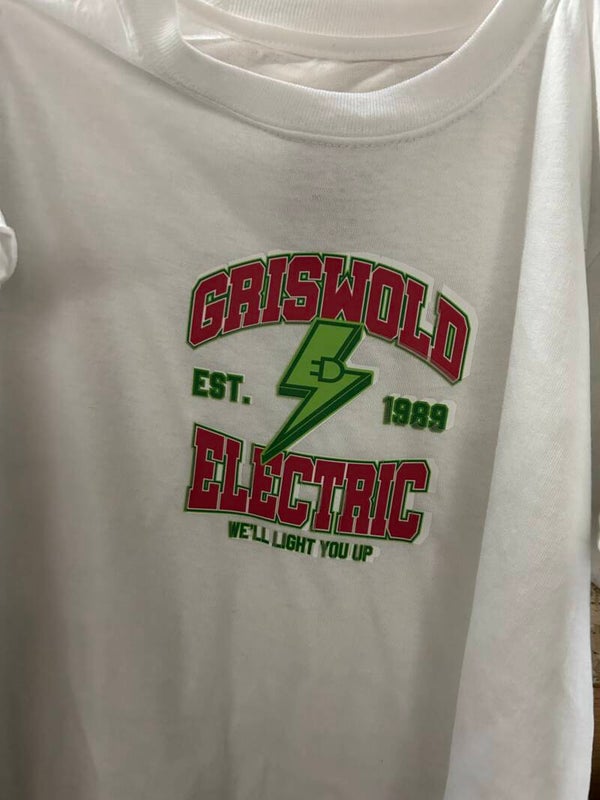 GRISWOLD
EST. 1989
ELECTRIC
WE'LL LIGHT YOU UP